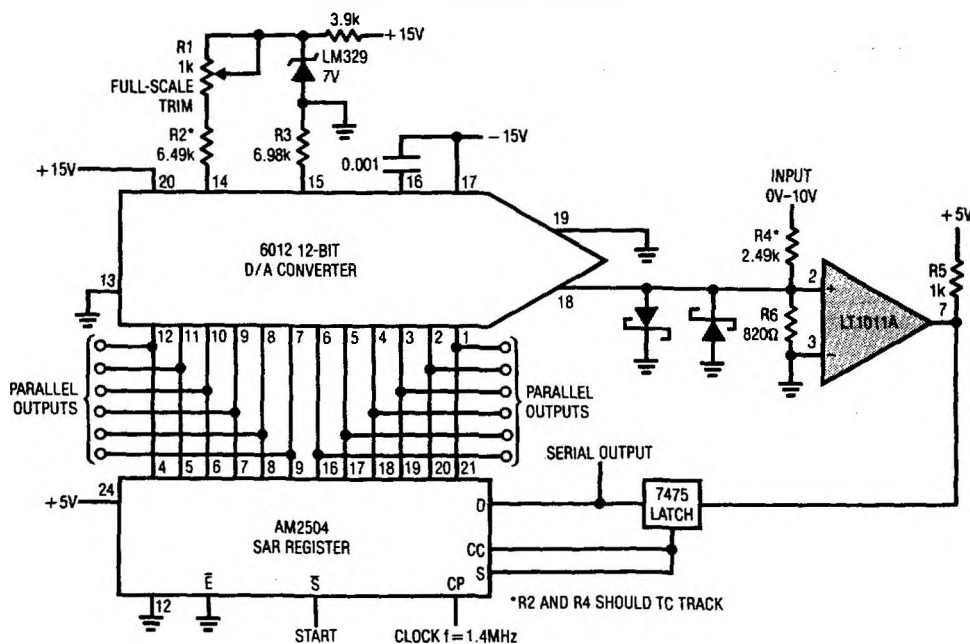 3.9k
+15V
R1
1k
FULL-SCALE
TRIM
LM329
7V
R2*
6.49k
R3
6.98k
0.001
-15V
+15V
20
14
15
16
17
INPUT
0V-10V
+5V
R4*
2.49k
R5
1k
6012 12-BIT
D/A CONVERTER
19
18
13
2
+
R6
820Ω
3
-
LT1011A
7
12
11
10
9
8
7
6
5
4
3
2
1
PARALLEL
OUTPUTS
PARALLEL
OUTPUTS
4
5
6
7
8
9
16
17
18
19
20
21
SERIAL OUTPUT
+5V
24
AM2504
SAR REGISTER
D
CC
S
7475
LATCH
E̅
S̅
CP
12
START
CLOCK f=1.4MHz
*R2 AND R4 SHOULD TC TRACK